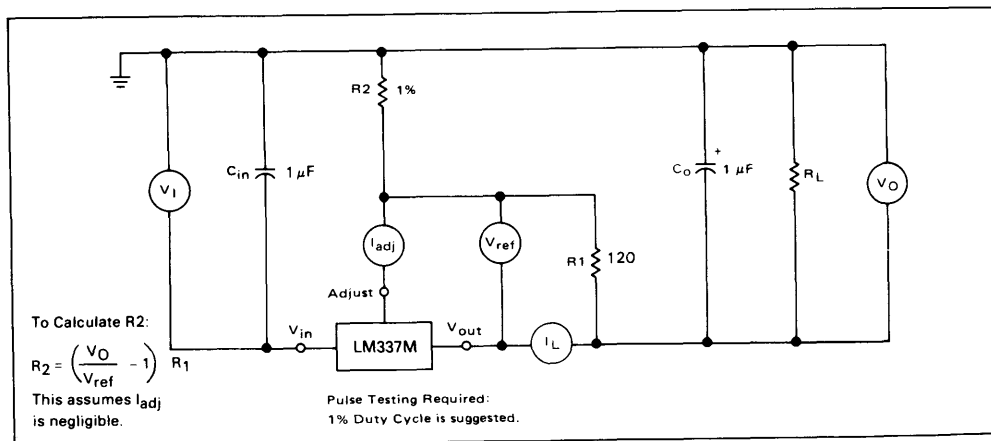 R2 1%
Cin 1 µF
+
CO 1 µF
RL
VI
VO
Iadj
Vref
R1 120
Adjust
To Calculate R2:
Vin
LM337M
Vout
IL
R2 = (VO/Vref - 1) R1
This assumes Iadj
is negligible.
Pulse Testing Required:
1% Duty Cycle is suggested.